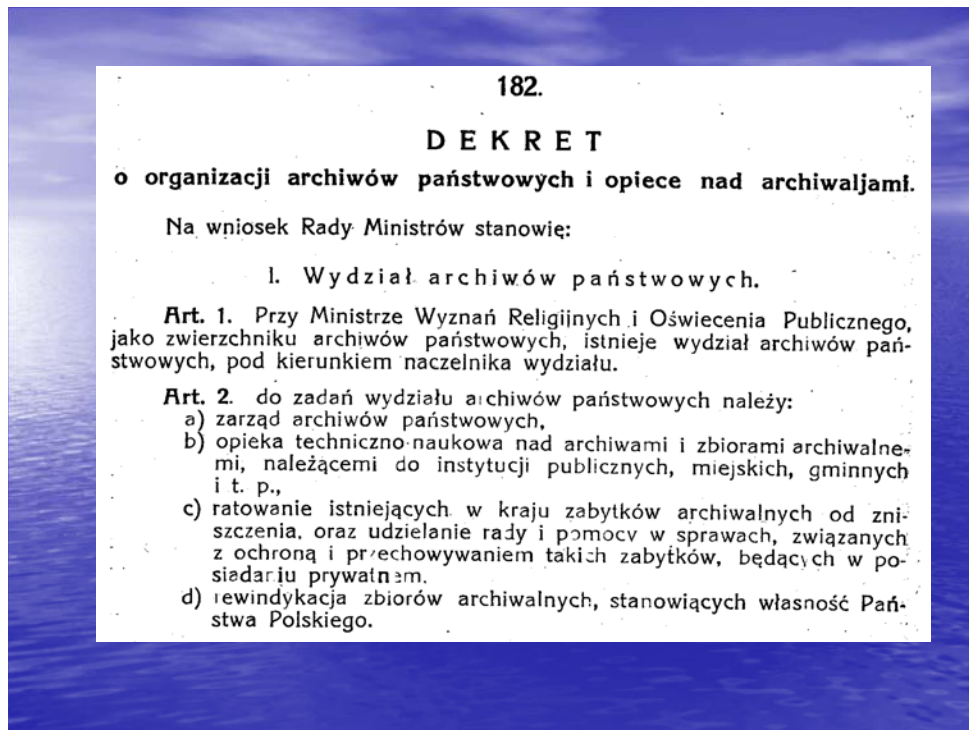 182.
DEKRET
o organizacji archiwów państwowych i opiece nad archiwaljami.
Na wniosek Rady Ministrów stanowię:
I. Wydział archiwów państwowych.
Art. 1. Przy Ministrze Wyznań Religijnych i Oświecenia Publicznego,
jako zwierzchniku archiwów państwowych, istnieje wydział archiwów pań-
stwowych, pod kierunkiem naczelnika wydziału.
Art. 2. do zadań wydziału archiwów państwowych należy:
a) zarząd archiwów państwowych,
b) opieka techniczno-naukowa nad archiwami i zbiorami archiwalne-
mi, należącemi do instytucji publicznych, miejskich, gminnych
i t. p.,
c) ratowanie istniejących w kraju zabytków archiwalnych od zni-
szczenia, oraz udzielanie rady i pomocy w sprawach, związanych
z ochroną i przechowywaniem takich zabytków, będących w po-
siadaniu prywatnem.
d) rewindykacja zbiorów archiwalnych, stanowiących własność Pań-
stwa Polskiego.